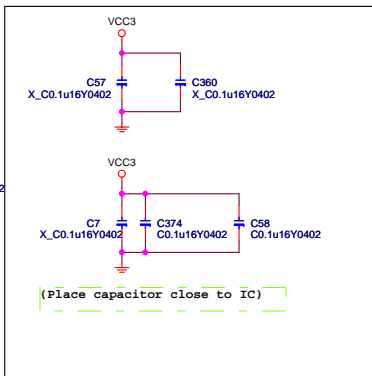 VCC3
C57
X_C0.1u16Y0402
C360
X_C0.1u16Y0402
VCC3
2
C7
X_C0.1u16Y0402
C374
C0.1u16Y0402
C58
C0.1u16Y0402
(Place capacitor close to IC)